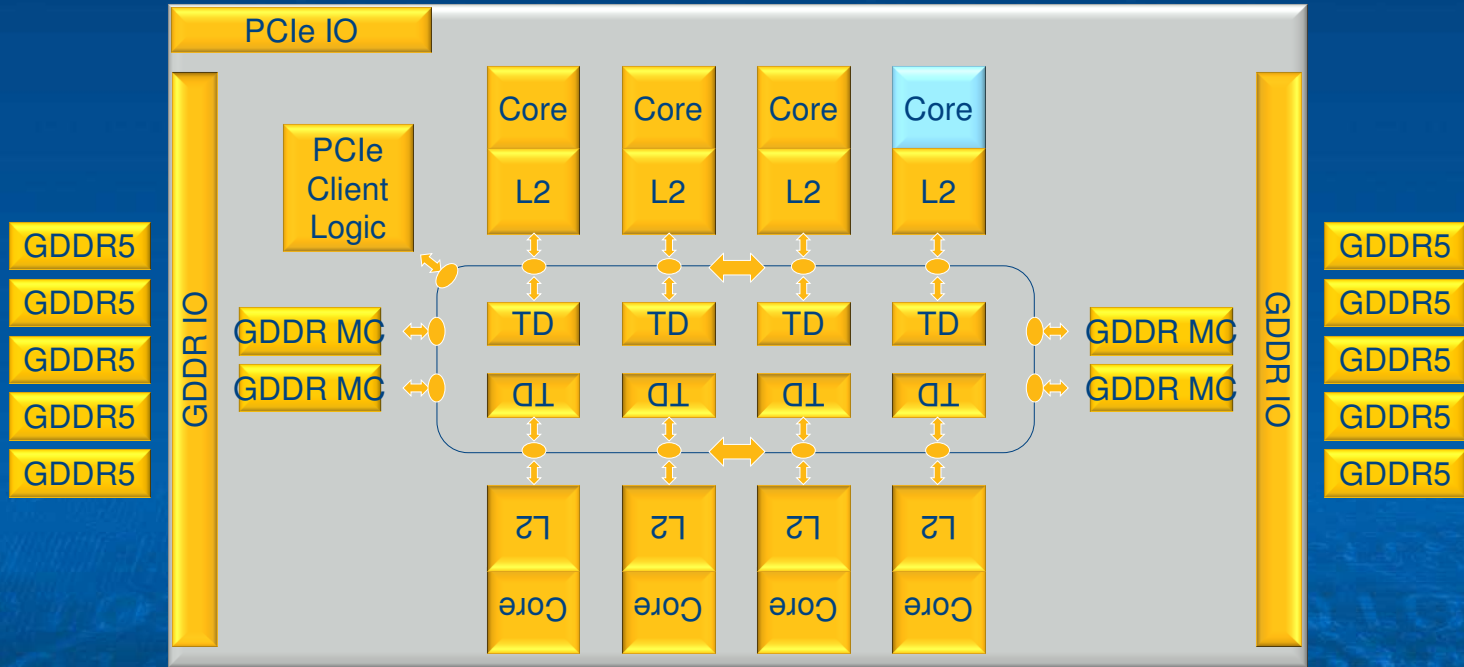 PCIe IO
Core
Core
Core
Core
PCIe
Client
Logic
L2
L2
L2
L2
GDDR5
GDDR5
GDDR5
GDDR5
GDDR5
GDDR IO
GDDR MC
GDDR MC
TD
TD
TD
TD
TD
TD
TD
TD
GDDR MC
GDDR MC
GDDR IO
GDDR5
GDDR5
GDDR5
GDDR5
GDDR5
L2
L2
L2
L2
Core
Core
Core
Core